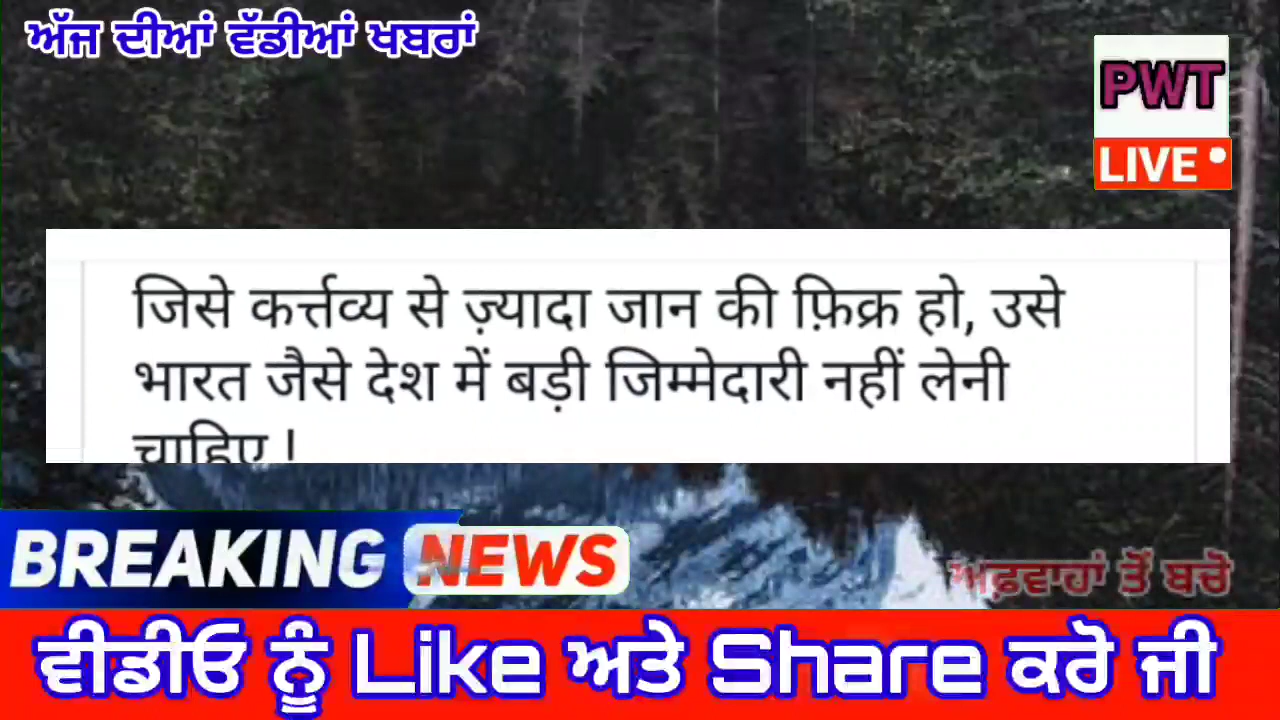 ਅੱਜ ਦੀਆਂ ਵੱਡੀਆਂ ਖਬਰਾਂ
PWT
LIVE
जिसे कर्त्तव्य से ज़्यादा जान की फ़िक्र हो, उसे
भारत जैसे देश में बड़ी जिम्मेदारी नहीं लेनी
चाहिए !
BREAKING NEWS
ਅਫ਼ਵਾਹਾਂ ਤੋਂ ਬਚੋ
ਵੀਡੀਓ ਨੂੰ Like ਅਤੇ Share ਕਰੋ ਜੀ